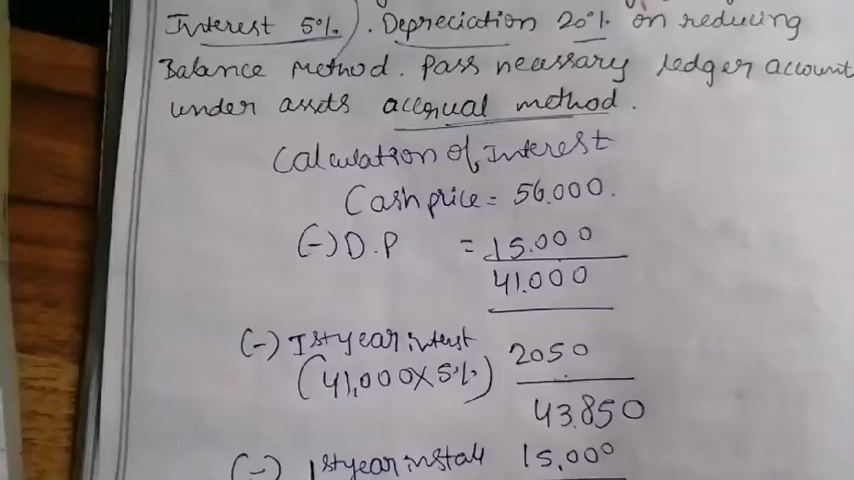 Interest 5%). Depreciation 20% on reducing
Balance method. Pass necessary ledger account
under assets accrual method.
Calculation of Interest
Cash price = 56.000.
(-) D.P = 15.000
41.000
(-) Ist year interst 2050
(41,000 X 5%)
43.850
(-) 1st year instal 15,000